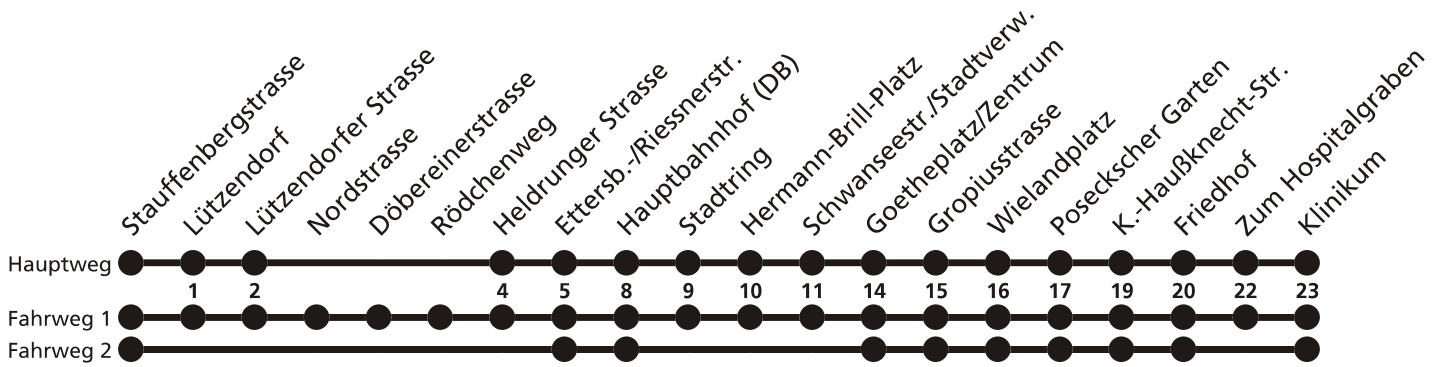 Stauffenbergstrasse
Lützendorf
Lützendorfer Strasse
Nordstrasse
Döbereinerstrasse
Rödchenweg
Heldrunger Strasse
Ettersb.-/Riessnerstr.
Hauptbahnhof (DB)
Stadtring
Hermann-Brill-Platz
Schwanseestr./Stadtverw.
Goetheplatz/Zentrum
Gropiusstrasse
Wielandplatz
Poseckscher Garten
K.-Haußknecht-Str.
Friedhof
Zum Hospitalgraben
Klinikum
Hauptweg
1 2 4 5 8 9 10 11 14 15 16 17 19 20 22 23
Fahrweg 1
Fahrweg 2